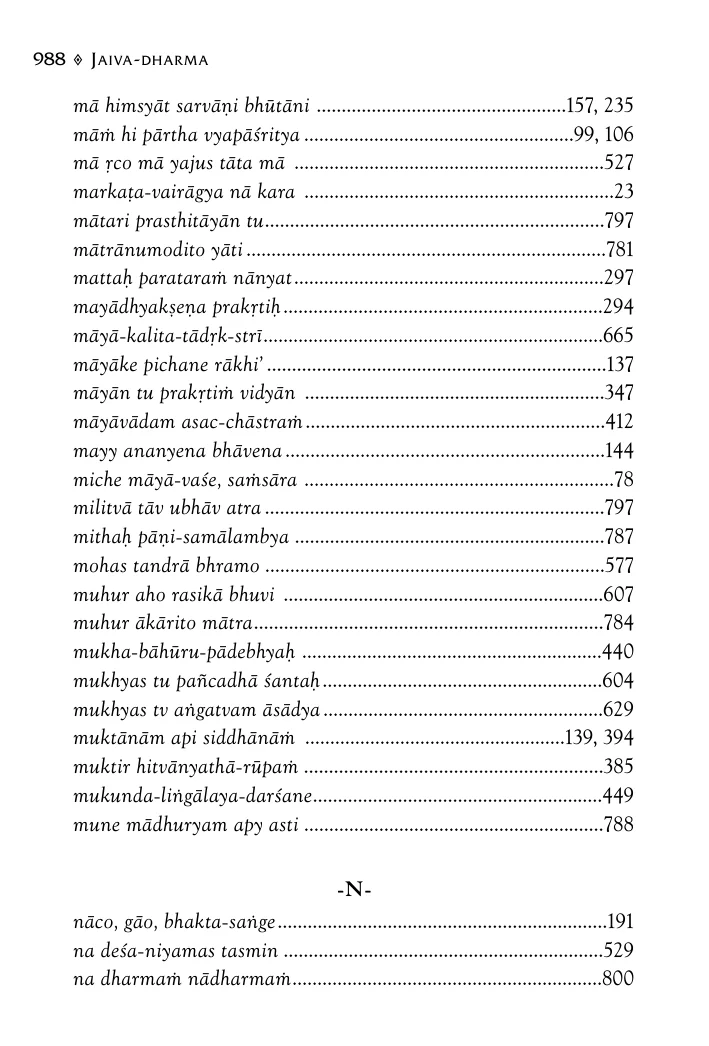 988 ◈ Jaiva-dharma
mā himsyāt sarvāṇi bhūtāni ..................................................157, 235
māṁ hi pārtha vyapāśritya ......................................................99, 106
mā ṛco mā yajus tāta mā ..............................................................527
markaṭa-vairāgya nā kara ..............................................................23
mātari prasthitāyān tu....................................................................797
mātrānumodito yāti ........................................................................781
mattaḥ parataraṁ nānyat..............................................................297
mayādhyakṣeṇa prakṛtiḥ................................................................294
māyā-kalita-tādṛk-strī....................................................................665
māyāke pichane rākhi’ ....................................................................137
māyān tu prakṛtiṁ vidyān ............................................................347
māyāvādam asac-chāstraṁ............................................................412
mayy ananyena bhāvena................................................................144
miche māyā-vaśe, saṁsāra ..............................................................78
militvā tāv ubhāv atra ....................................................................797
mithaḥ pāṇi-samālambya ..............................................................787
mohas tandrā bhramo ....................................................................577
muhur aho rasikā bhuvi ................................................................607
muhur ākārito mātra......................................................................784
mukha-bāhūru-pādebhyaḥ ............................................................440
mukhyas tu pañcadhā śantaḥ........................................................604
mukhyas tv aṅgatvam āsādya........................................................629
muktānām api siddhānāṁ ....................................................139, 394
muktir hitvānyathā-rūpaṁ ............................................................385
mukunda-liṅgālaya-darśane..........................................................449
mune mādhuryam apy asti ............................................................788
-N-
nāco, gāo, bhakta-saṅge..................................................................191
na deśa-niyamas tasmin ................................................................529
na dharmaṁ nādharmaṁ..............................................................800